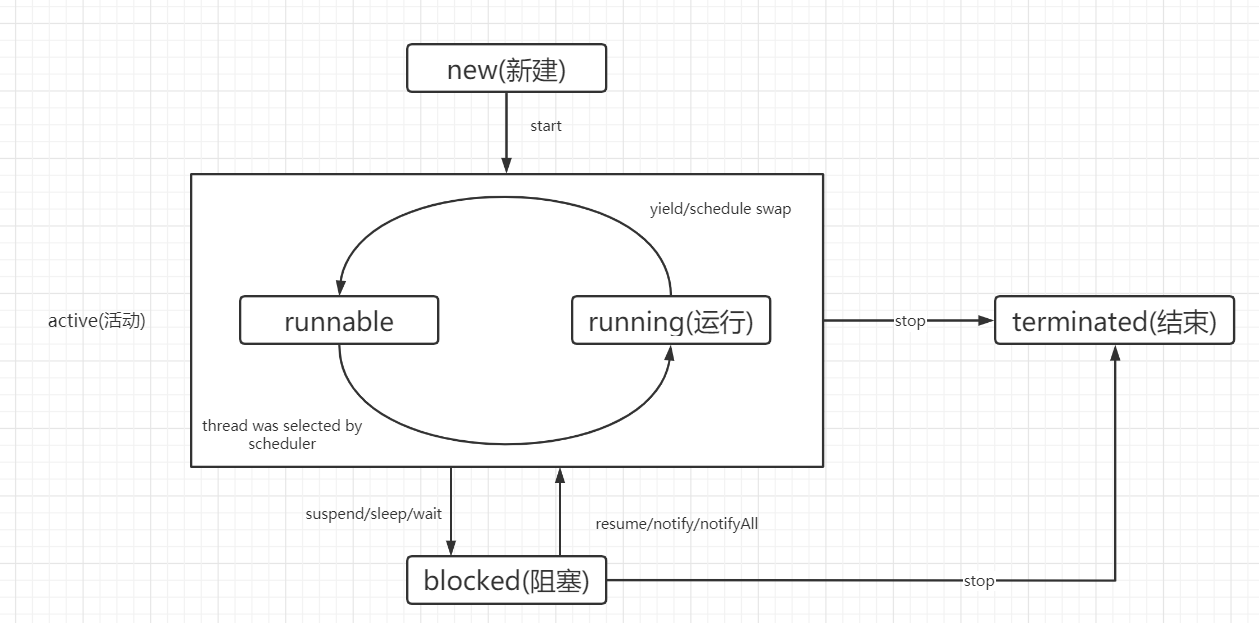 new(新建)
start
yield/schedule swap
runnable
running(运行)
active(活动)
stop
terminated(结束)
thread was selected by
scheduler
suspend/sleep/wait
resume/notify/notifyAll
blocked(阻塞)
stop